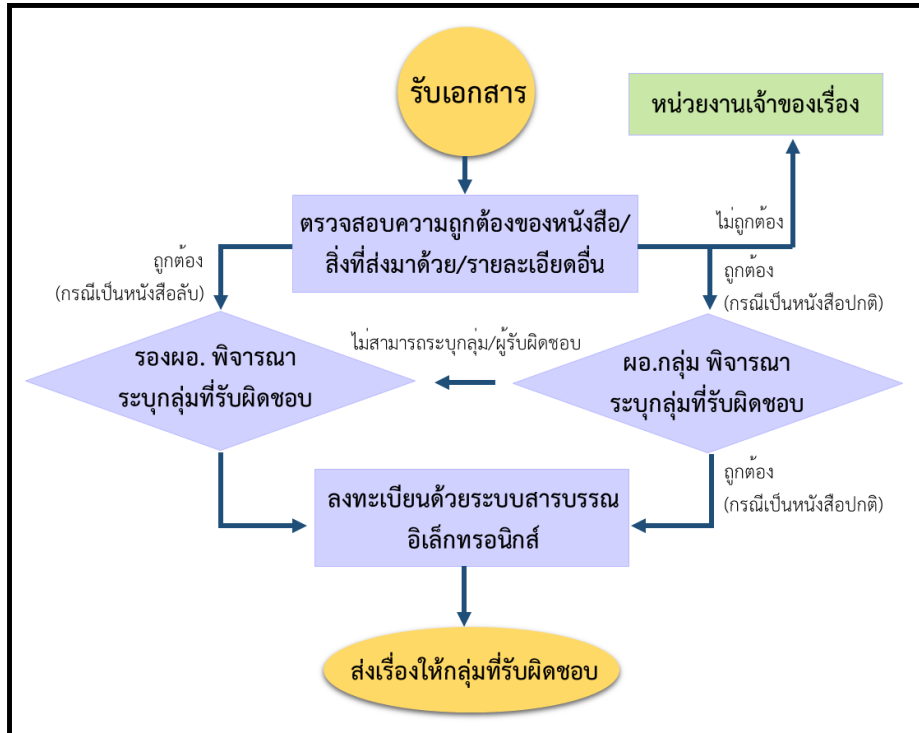 รับเอกสาร
หน่วยงานเจ้าของเรื่อง
ตรวจสอบความถูกต้องของหนังสือ/
สิ่งที่ส่งมาด้วย/รายละเอียดอื่น
ไม่ถูกต้อง
ถูกต้อง
(กรณีเป็นหนังสือลับ)
ถูกต้อง
(กรณีเป็นหนังสือปกติ)
รองผอ. พิจารณา
ระบุกลุ่มที่รับผิดชอบ
ไม่สามารถระบุกลุ่ม/ผู้รับผิดชอบ
ผอ.กลุ่ม พิจารณา
ระบุกลุ่มที่รับผิดชอบ
ถูกต้อง
(กรณีเป็นหนังสือปกติ)
ลงทะเบียนด้วยระบบสารบรรณ
อิเล็กทรอนิกส์
ส่งเรื่องให้กลุ่มที่รับผิดชอบ